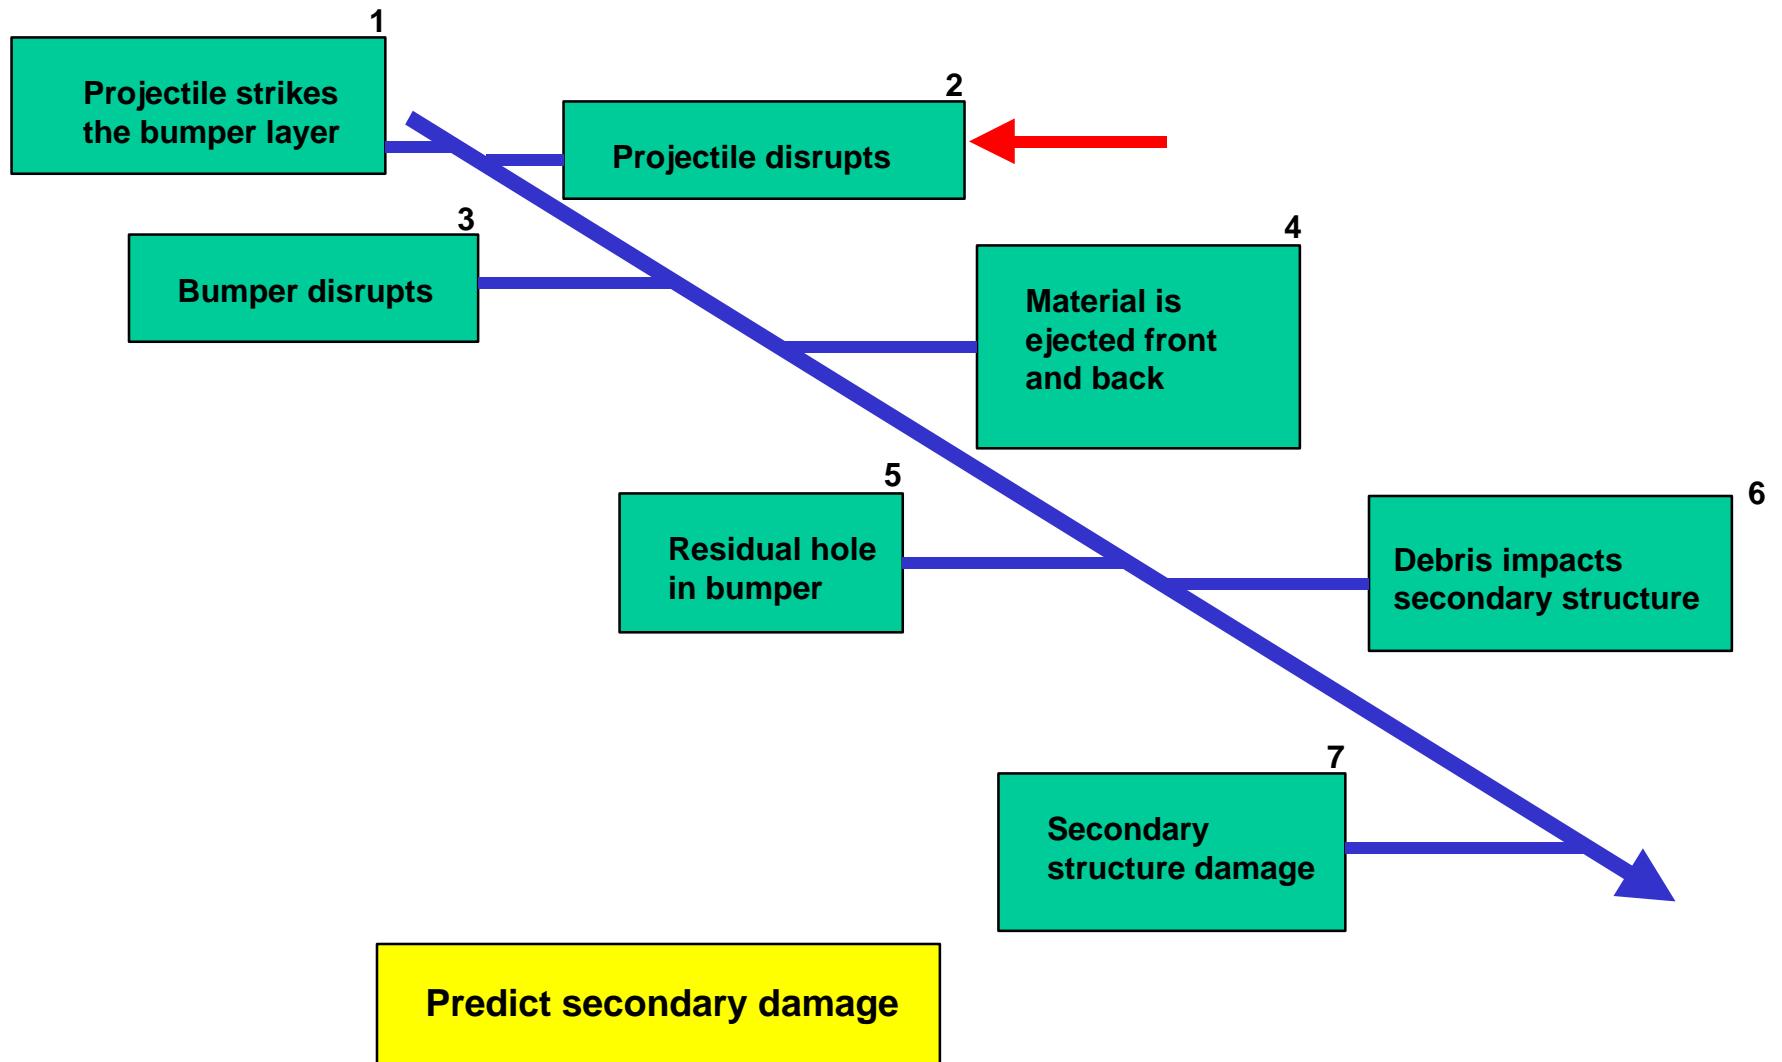 1
Projectile strikes
the bumper layer
2
Projectile disrupts
3
Bumper disrupts
4
Material is
ejected front
and back
5
Residual hole
in bumper
6
Debris impacts
secondary structure
7
Secondary
structure damage
Predict secondary damage